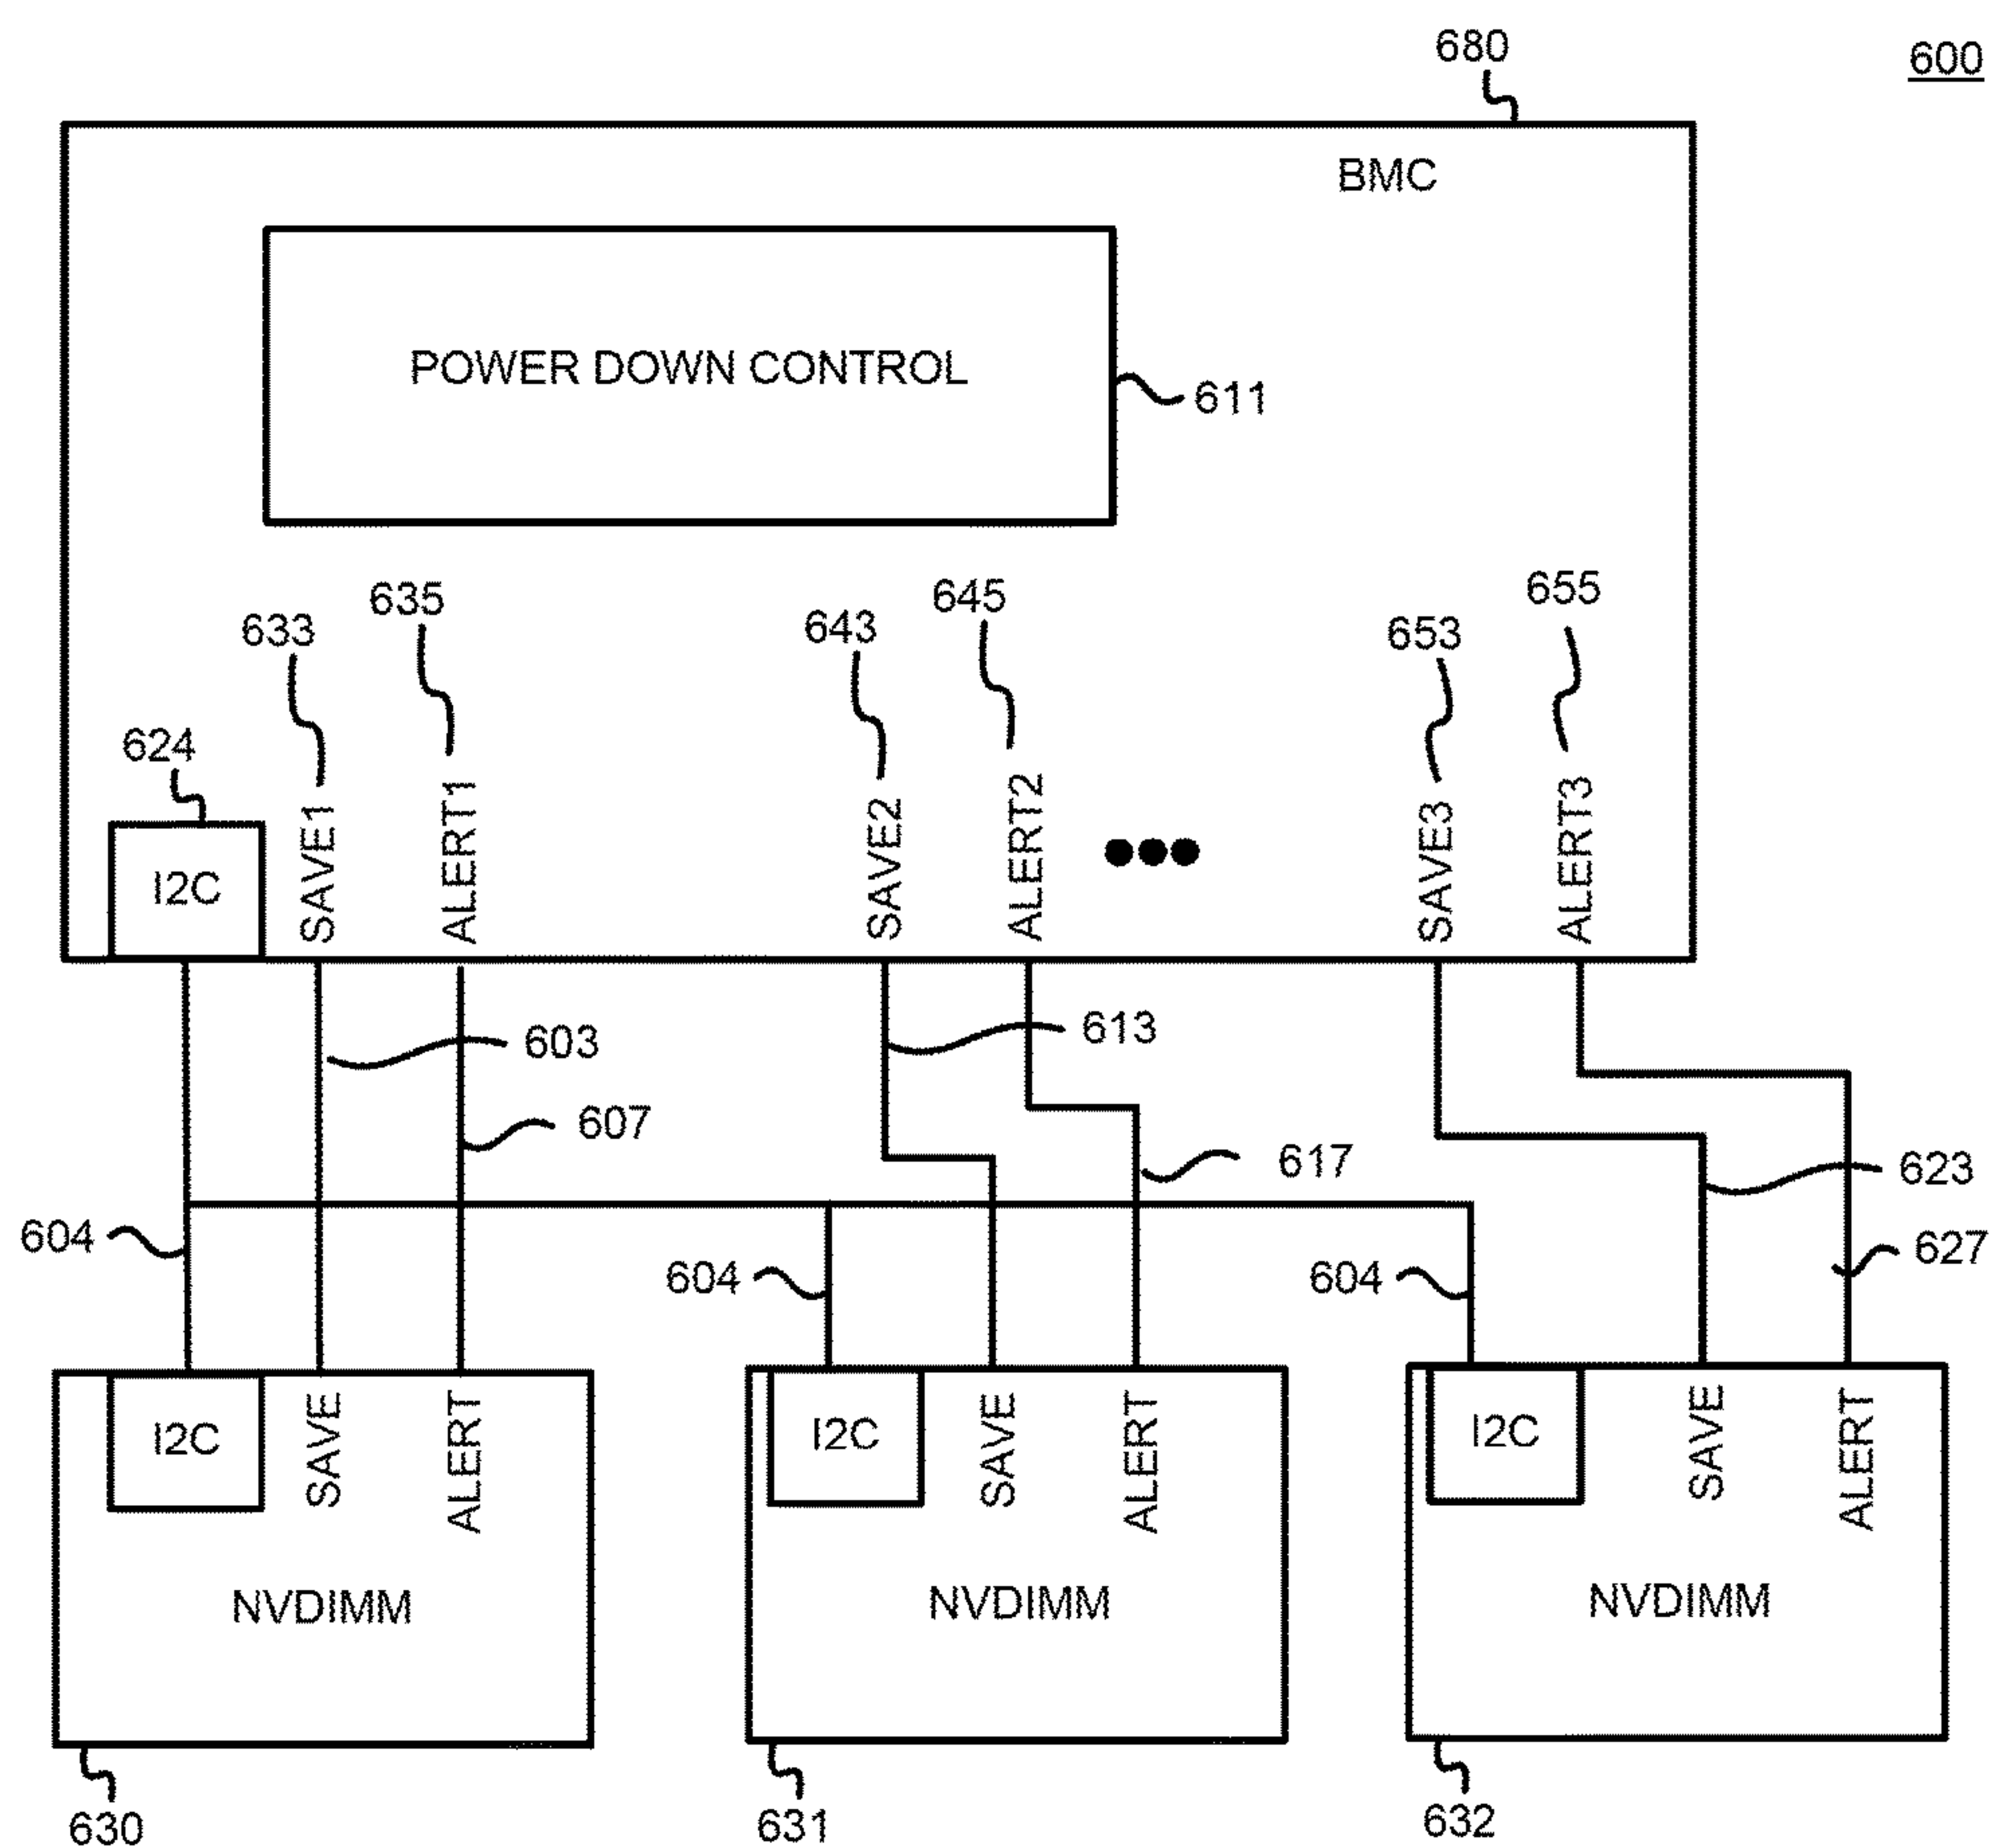 680
600
BMC
POWER DOWN CONTROL
611
633
635
643
645
653
655
624
I2C
SAVE1
ALERT1
SAVE2
ALERT2
SAVE3
ALERT3
603
613
607
617
623
604
604
604
627
I2C
SAVE
ALERT
NVDIMM
I2C
SAVE
ALERT
NVDIMM
I2C
SAVE
ALERT
NVDIMM
630
631
632